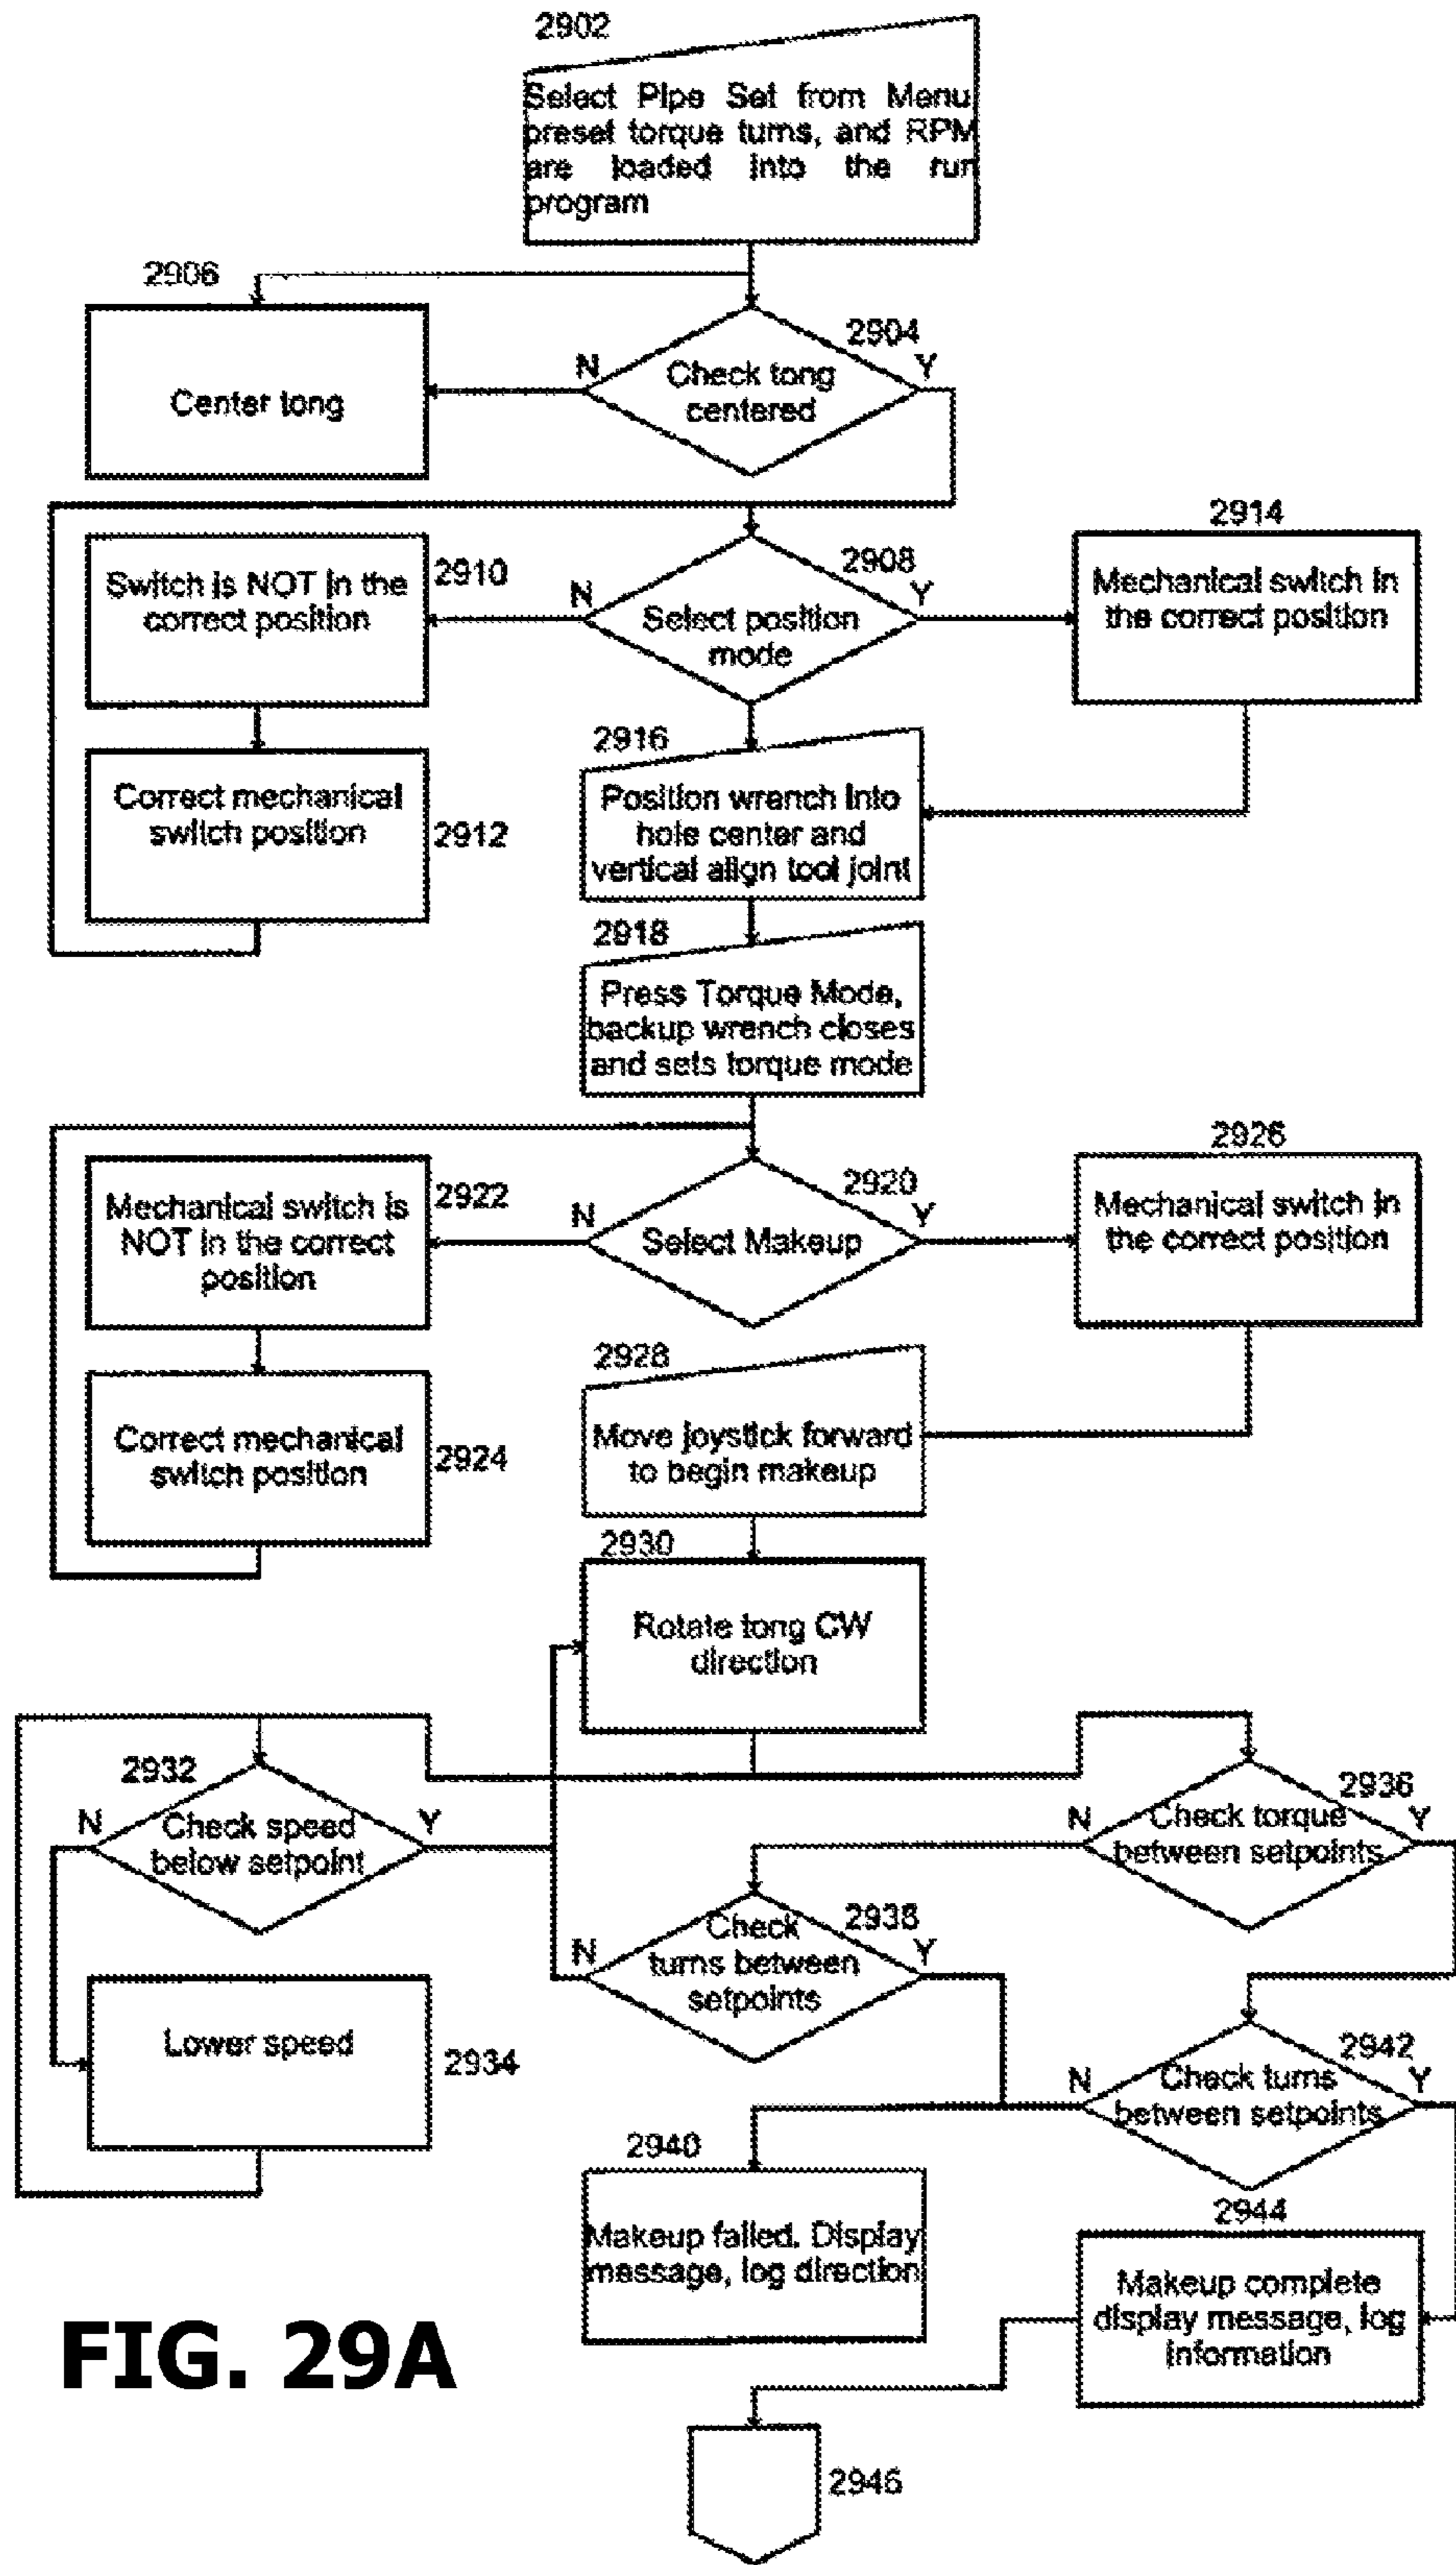 2902
Select Pipe Set from Menu,
preset torque turns, and RPM
are loaded into the run
program
2906
Center tong
2904
N
Y
Check tong
centered
2910
Switch is NOT in the
correct position
2908
N
Y
Select position
mode
2914
Mechanical switch in
the correct position
Correct mechanical
switch position
2912
2916
Position wrench into
hole center and
vertical align tool joint
2918
Press Torque Mode,
backup wrench closes
and sets torque mode
2922
Mechanical switch is
NOT in the correct
position
2920
N
Y
Select Makeup
2926
Mechanical switch in
the correct position
Correct mechanical
switch position
2924
2928
Move joystick forward
to begin makeup
2930
Rotate tong CW
direction
2932
N
Y
Check speed
below setpoint
2936
N
Y
Check torque
between setpoints
2938
N
Y
Check
turns between
setpoints
Lower speed
2934
2942
N
Y
Check turns
between setpoints
2940
Makeup failed. Display
message, log direction
2944
Makeup complete
display message, log
information
FIG. 29A
2946